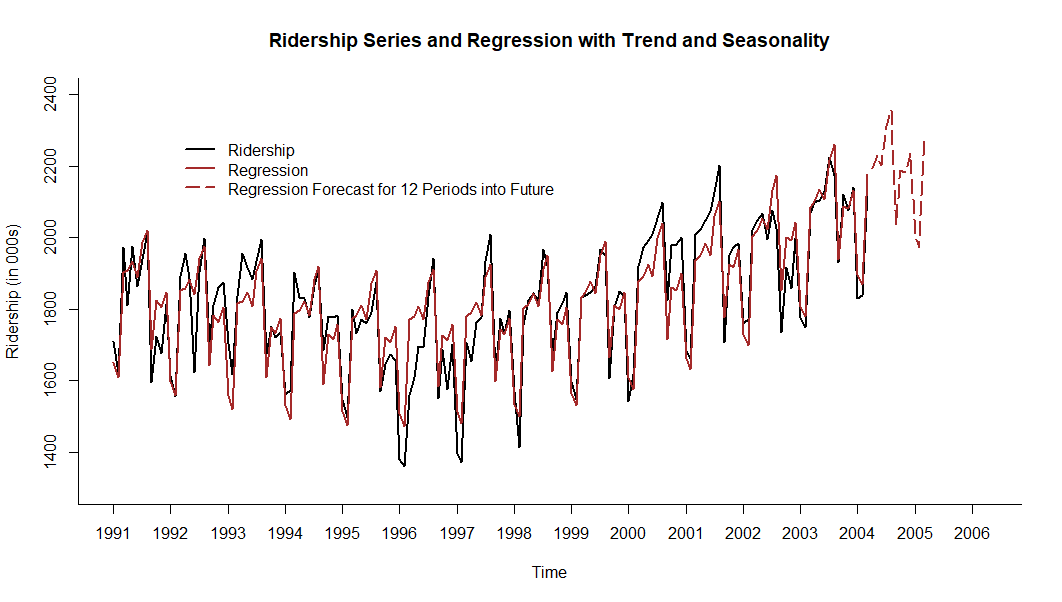 Ridership Series and Regression with Trend and Seasonality
2400
2200
2000
1800
1600
1400
Ridership (in 000s)
Ridership
Regression
Regression Forecast for 12 Periods into Future
1991 1992 1993 1994 1995 1996 1997 1998 1999 2000 2001 2002 2003 2004 2005 2006
Time